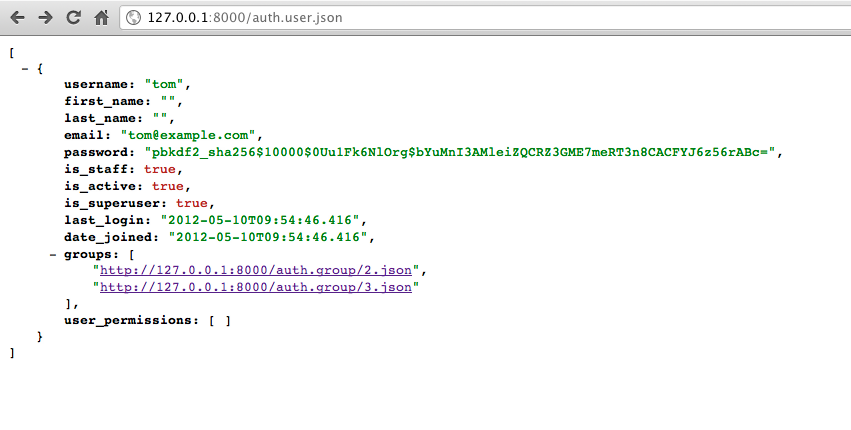 127.0.0.1:8000/auth.user.json
[
– {
username: "tom",
first_name: "",
last_name: "",
email: "tom@example.com",
password: "pbkdf2_sha256$10000$0Uu1Fk6NlOrg$bYuMnI3AMleiZQCRZ3GME7meRT3n8CACFYJ6z56rABc=",
is_staff: true,
is_active: true,
is_superuser: true,
last_login: "2012-05-10T09:54:46.416",
date_joined: "2012-05-10T09:54:46.416",
– groups: [
"http://127.0.0.1:8000/auth.group/2.json",
"http://127.0.0.1:8000/auth.group/3.json"
],
user_permissions: [ ]
}
]